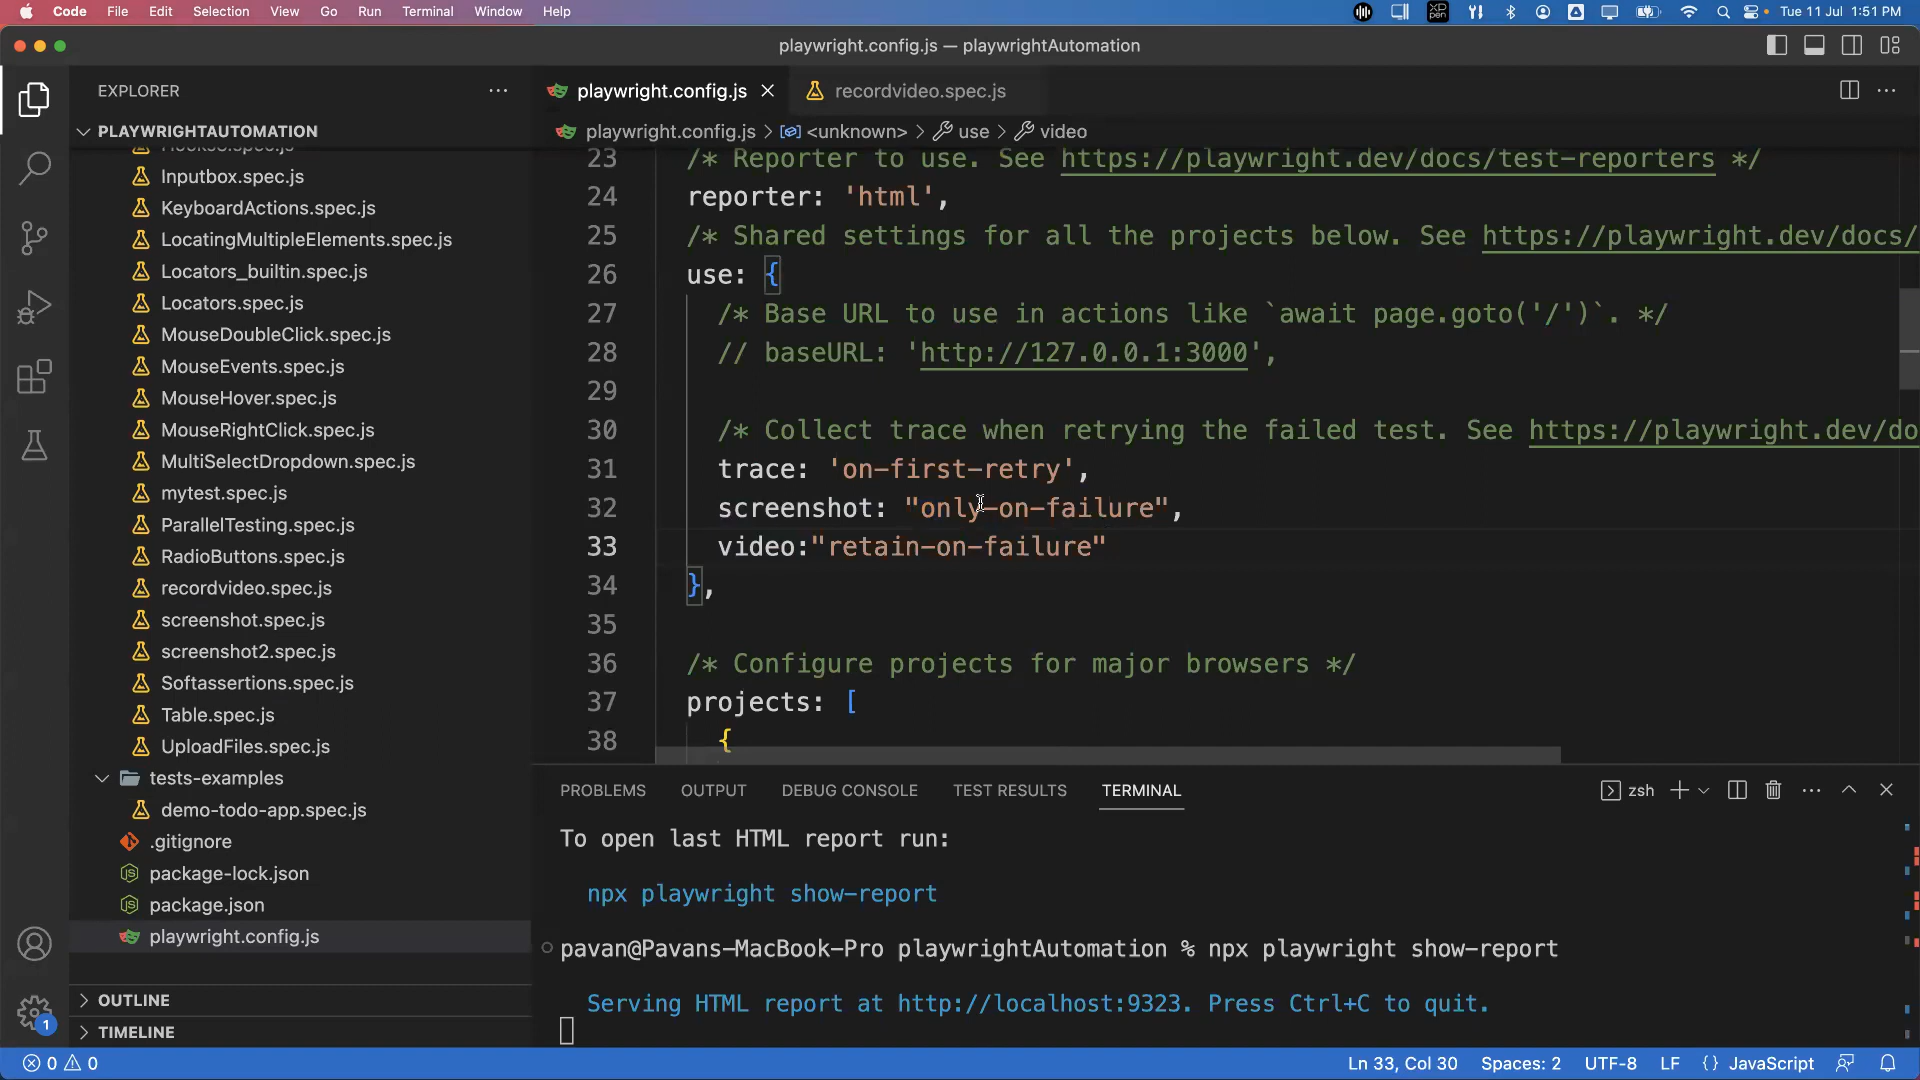 Code File Edit Selection View Go Run Terminal Window Help
XP PEN
Tue 11 Jul 1:51 PM
playwright.config.js — playwrightAutomation
EXPLORER
PLAYWRIGHTAUTOMATION
Inputbox.spec.js
KeyboardActions.spec.js
LocatingMultipleElements.spec.js
Locators_builtin.spec.js
Locators.spec.js
MouseDoubleClick.spec.js
MouseEvents.spec.js
MouseHover.spec.js
MouseRightClick.spec.js
MultiSelectDropdown.spec.js
mytest.spec.js
ParallelTesting.spec.js
RadioButtons.spec.js
recordvideo.spec.js
screenshot.spec.js
screenshot2.spec.js
Softassertions.spec.js
Table.spec.js
UploadFiles.spec.js
tests-examples
demo-todo-app.spec.js
.gitignore
package-lock.json
package.json
playwright.config.js
OUTLINE
TIMELINE
1
playwright.config.js
recordvideo.spec.js
playwright.config.js > <unknown> > use > video
23 /* Reporter to use. See https://playwright.dev/docs/test-reporters */
24 reporter: 'html',
25 /* Shared settings for all the projects below. See https://playwright.dev/docs/
26 use: {
27 /* Base URL to use in actions like `await page.goto('/')`. */
28 // baseURL: 'http://127.0.0.1:3000',
29
30 /* Collect trace when retrying the failed test. See https://playwright.dev/do
31 trace: 'on-first-retry',
32 screenshot: "only-on-failure",
33 video:"retain-on-failure"
34 },
35
36 /* Configure projects for major browsers */
37 projects: [
38 {
PROBLEMS OUTPUT DEBUG CONSOLE TEST RESULTS TERMINAL
zsh
To open last HTML report run:
npx playwright show-report
pavan@Pavans-MacBook-Pro playwrightAutomation % npx playwright show-report
Serving HTML report at http://localhost:9323. Press Ctrl+C to quit.
0 0
Ln 33, Col 30 Spaces: 2 UTF-8 LF {} JavaScript